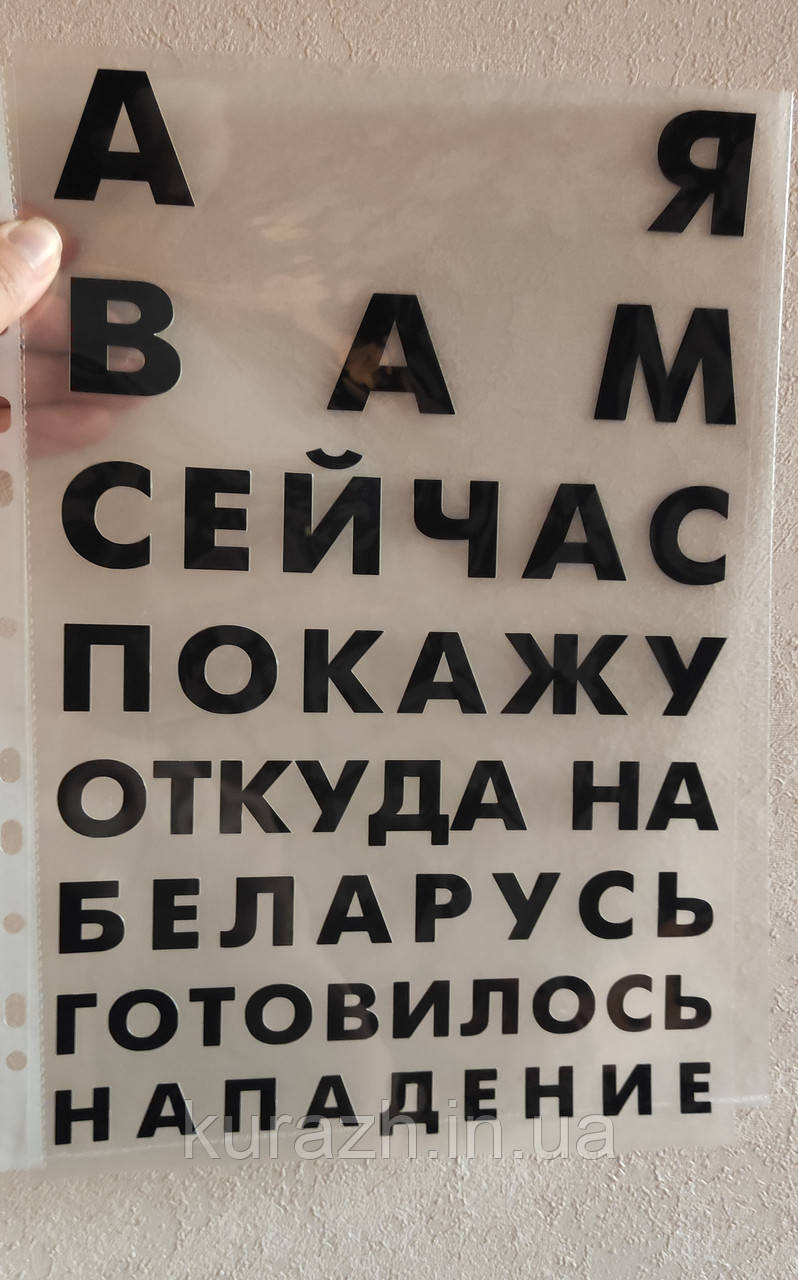 А Я
В А М
СЕЙЧАС
ПОКАЖУ
ОТКУДА НА
БЕЛАРУСЬ
ГОТОВИЛОСЬ
НАПАДЕНИЕ
kurazh.in.ua